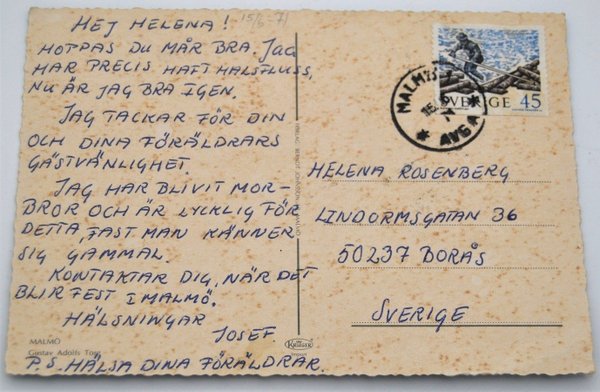 HEJ HELENA! 15/6-71
HOPPAS DU MÅR BRA. JAG
HAR PRECIS HAFT HALSFLUSS,
NU ÄR JAG BRA IGEN.
JAG TACKAR FÖR DIN
OCH DINA FÖRÄLDRARS
GÄSTVÄNLIGHET.
JAG HAR BLIVIT MOR-
BROR OCH ÄR LYCKLIG FÖR
DETTA, FAST MAN KÄNNER
SIG GAMMAL.
KONTAKTAR DIG, NÄR DET
BLIR FEST I MALMÖ.
HÄLSNINGAR
JOSEF
MALMÖ
Gustav Adolfs Torg
P.S. HÄLSA DINA FÖRÄLDRAR.
Krüger
SVERIGE 45
MALMÖ
AVGA
HELENA ROSENBERG
LINDORMSGATAN 36
50237 BORÅS
SVERIGE